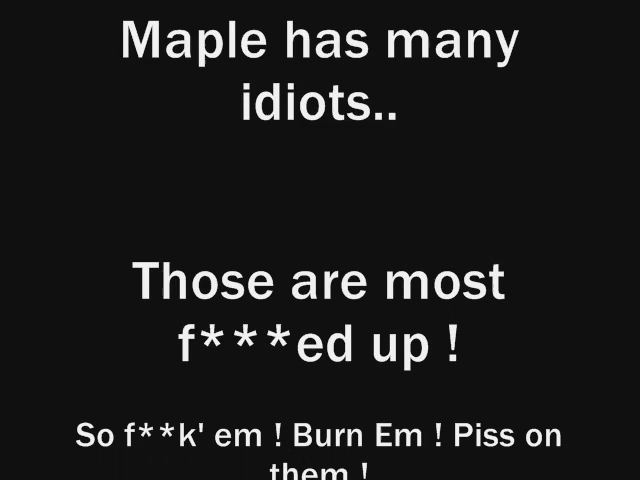 Maple has many
idiots..
Those are most
f***ed up !
So f**k' em ! Burn Em ! Piss on
them !